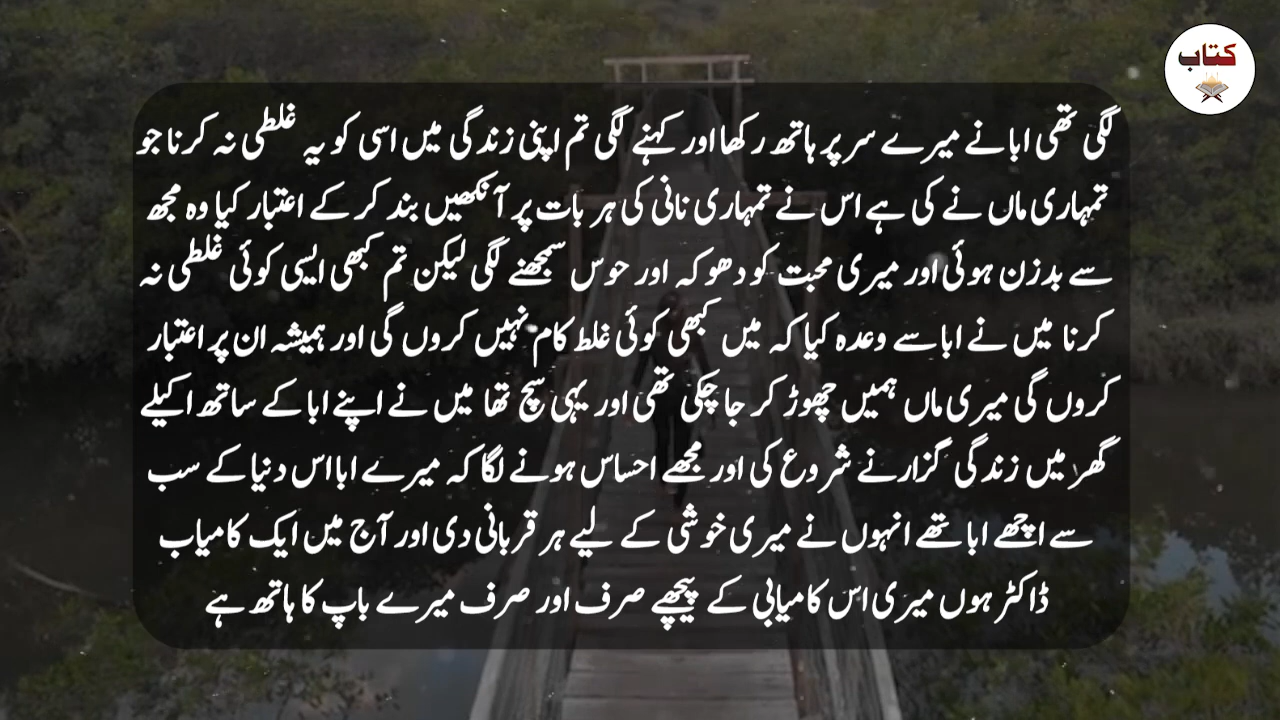 کتاب
لگی تھی ابا نے میرے سر پر ہاتھ رکھا اور کہنے لگی تم اپنی زندگی میں اسی کو یہ غلطی نہ کرنا جو
تمہاری ماں نے کی ہے اس نے تمہاری نانی کی ہر بات پر آنکھیں بند کر کے اعتبار کیا وہ مجھ
سے بدزن ہوئی اور میری محبت کو دھوکہ اور حوس سمجھنے لگی لیکن تم کبھی ایسی کوئی غلطی نہ
کرنا میں نے ابا سے وعدہ کیا کہ میں کبھی کوئی غلط کام نہیں کروں گی اور ہمیشہ ان پر اعتبار
کروں گی میری ماں ہمیں چھوڑ کر جا چکی تھی اور یہی سچ تھا میں نے اپنے ابا کے ساتھ اکیلے
گھر میں زندگی گزارنے شروع کی اور مجھے احساس ہونے لگا کہ میرے ابا اس دنیا کے سب
سے اچھے ابا تھے انہوں نے میری خوشی کے لیے ہر قربانی دی اور آج میں ایک کامیاب
ڈاکٹر ہوں میری اس کامیابی کے پیچھے صرف اور صرف میرے باپ کا ہاتھ ہے